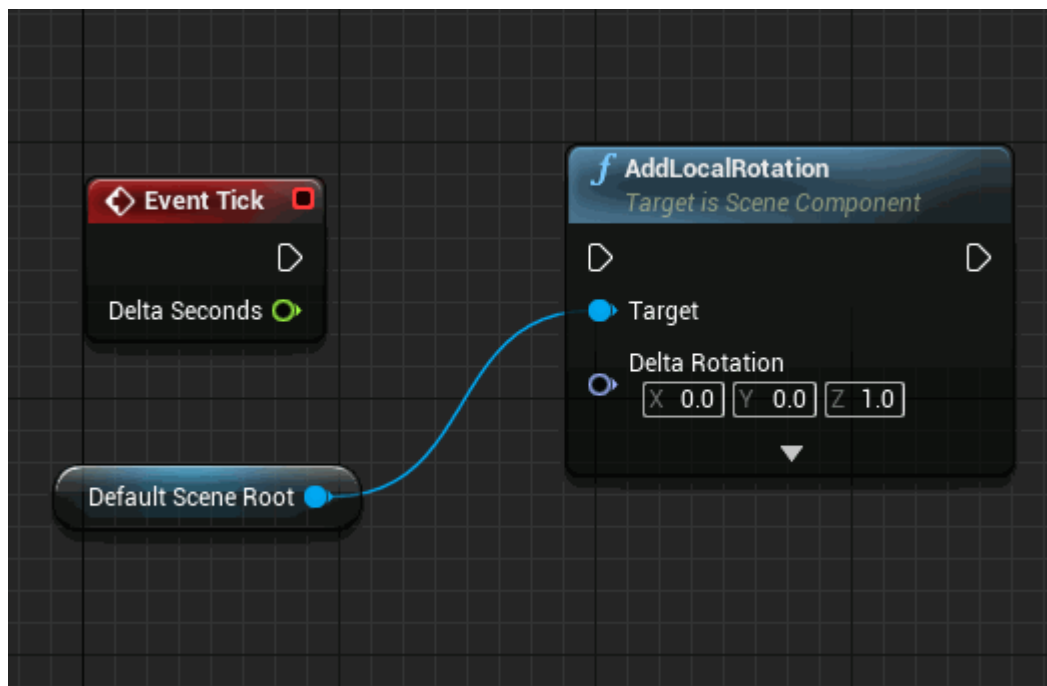 Event Tick
Delta Seconds
Default Scene Root
f AddLocalRotation
Target is Scene Component
Target
Delta Rotation
X 0.0 Y 0.0 Z 1.0